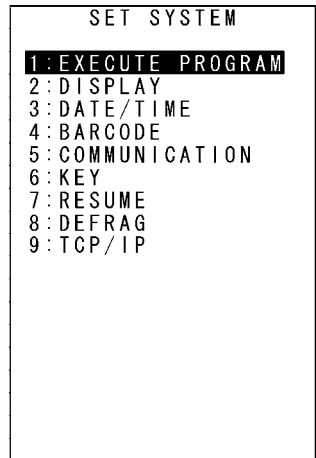 SET SYSTEM
1:EXECUTE PROGRAM
2:DISPLAY
3:DATE/TIME
4:BARCODE
5:COMMUNICATION
6:KEY
7:RESUME
8:DEFRAG
9:TCP/IP